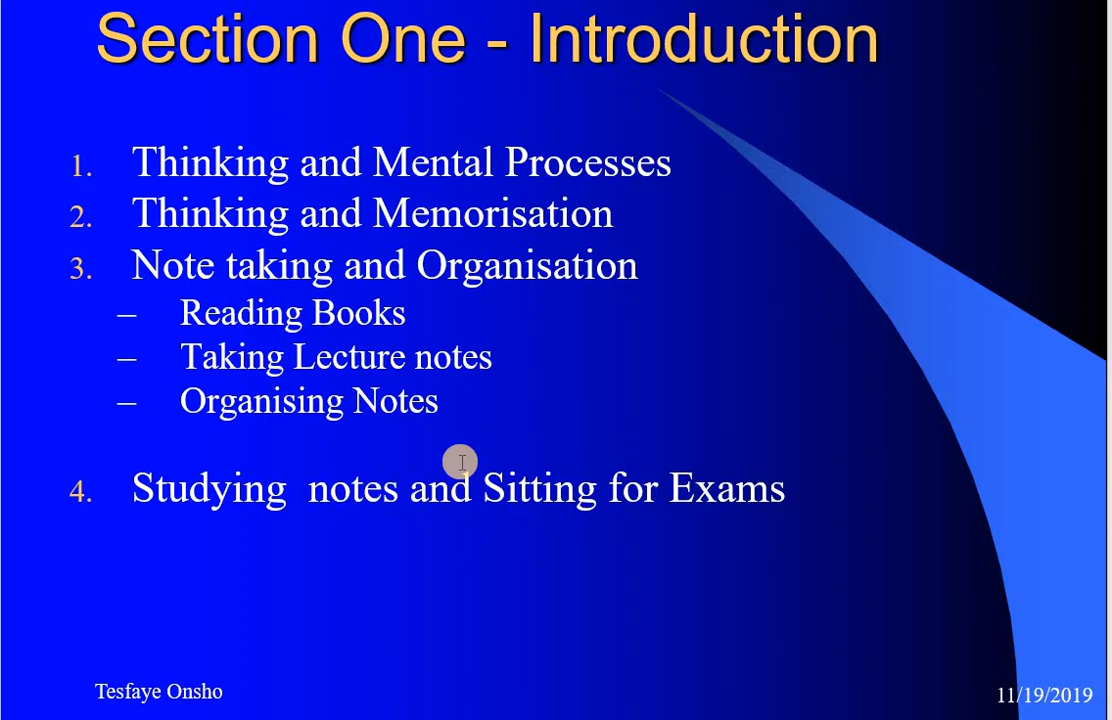 Section One - Introduction
1. Thinking and Mental Processes
2. Thinking and Memorisation
3. Note taking and Organisation
– Reading Books
– Taking Lecture notes
– Organising Notes
4. Studying  notes and Sitting for Exams
Tesfaye Onsho
11/19/2019